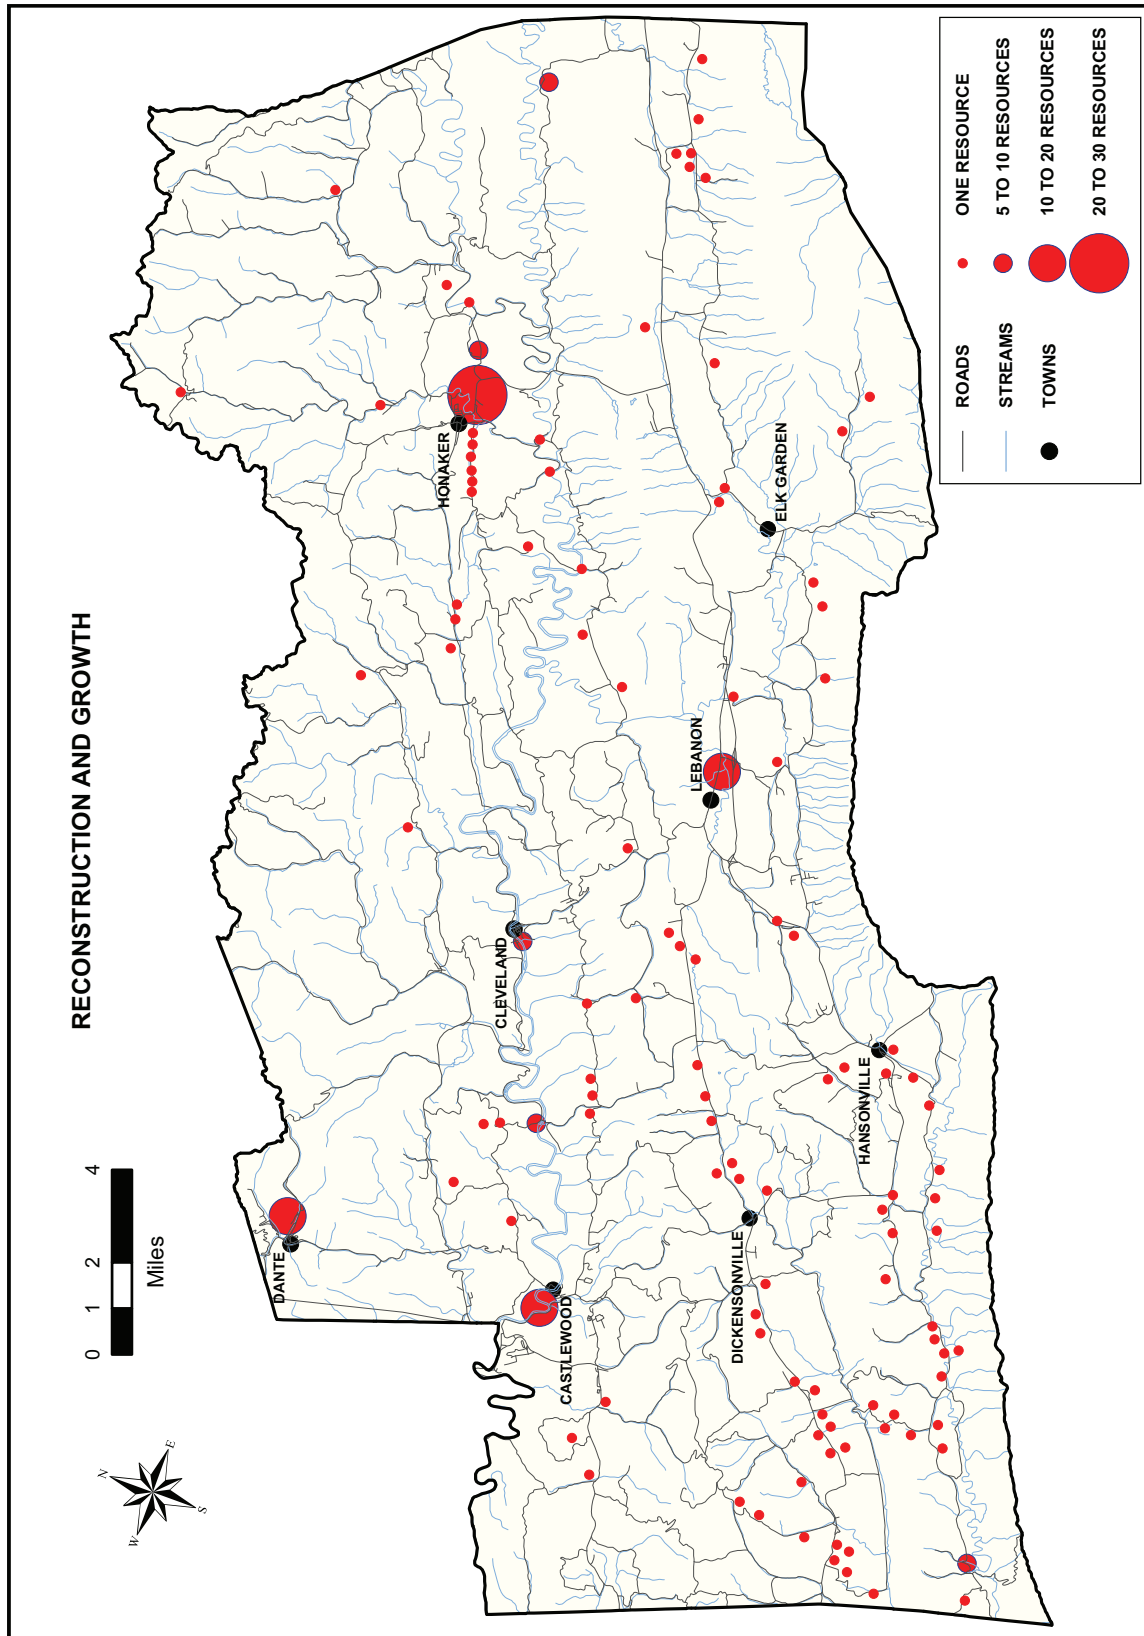 RECONSTRUCTION AND GROWTH
0 1 2 4
Miles
N
E
S
W
DANTE
HONAKER
CLEVELAND
CASTLEWOOD
LEBANON
ELK GARDEN
DICKENSONVILLE
HANSONVILLE
ROADS
STREAMS
TOWNS
ONE RESOURCE
5 TO 10 RESOURCES
10 TO 20 RESOURCES
20 TO 30 RESOURCES